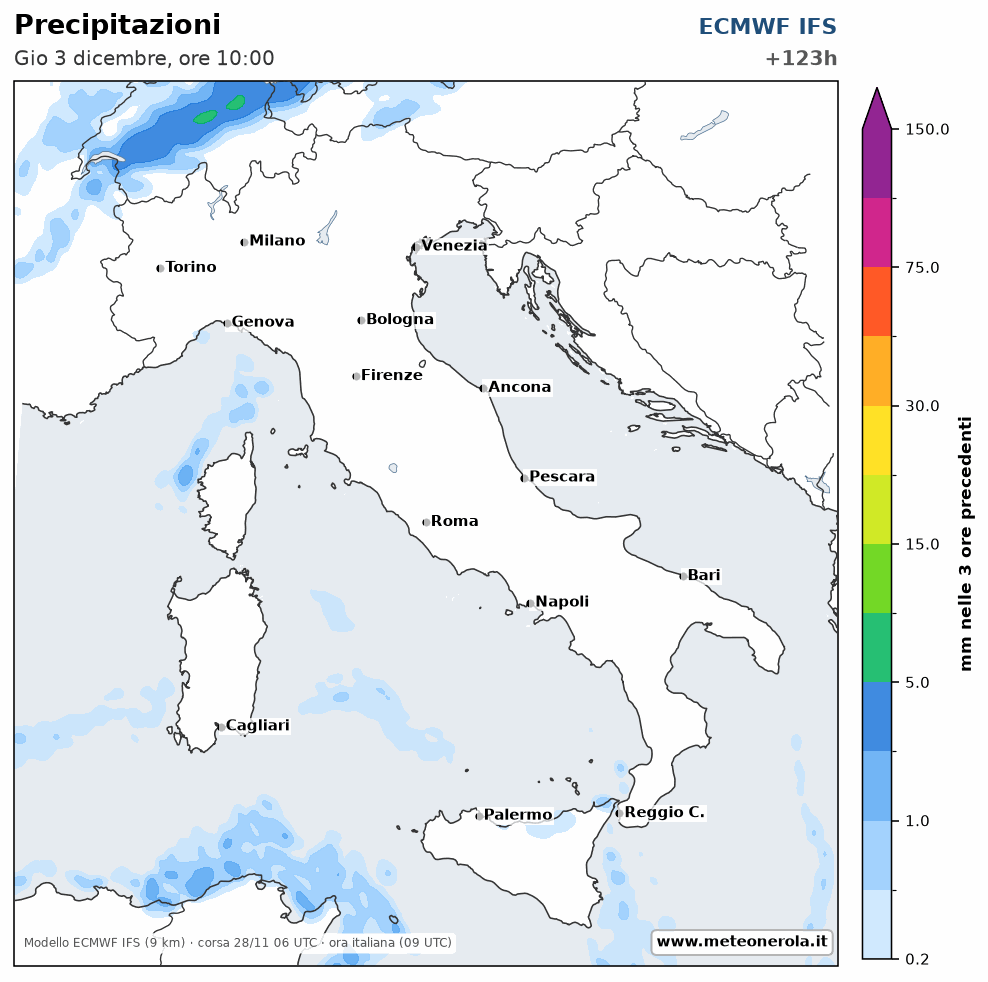 Precipitazioni
ECMWF IFS
Gio 3 dicembre, ore 10:00
+123h
150.0
75.0
30.0
15.0
5.0
1.0
0.2
mm nelle 3 ore precedenti
Milano
Venezia
Torino
Genova
Bologna
Firenze
Ancona
Pescara
Roma
Bari
Napoli
Cagliari
Palermo
Reggio C.
Modello ECMWF IFS (9 km) · corsa 28/11 06 UTC · ora italiana (09 UTC)
www.meteonerola.it